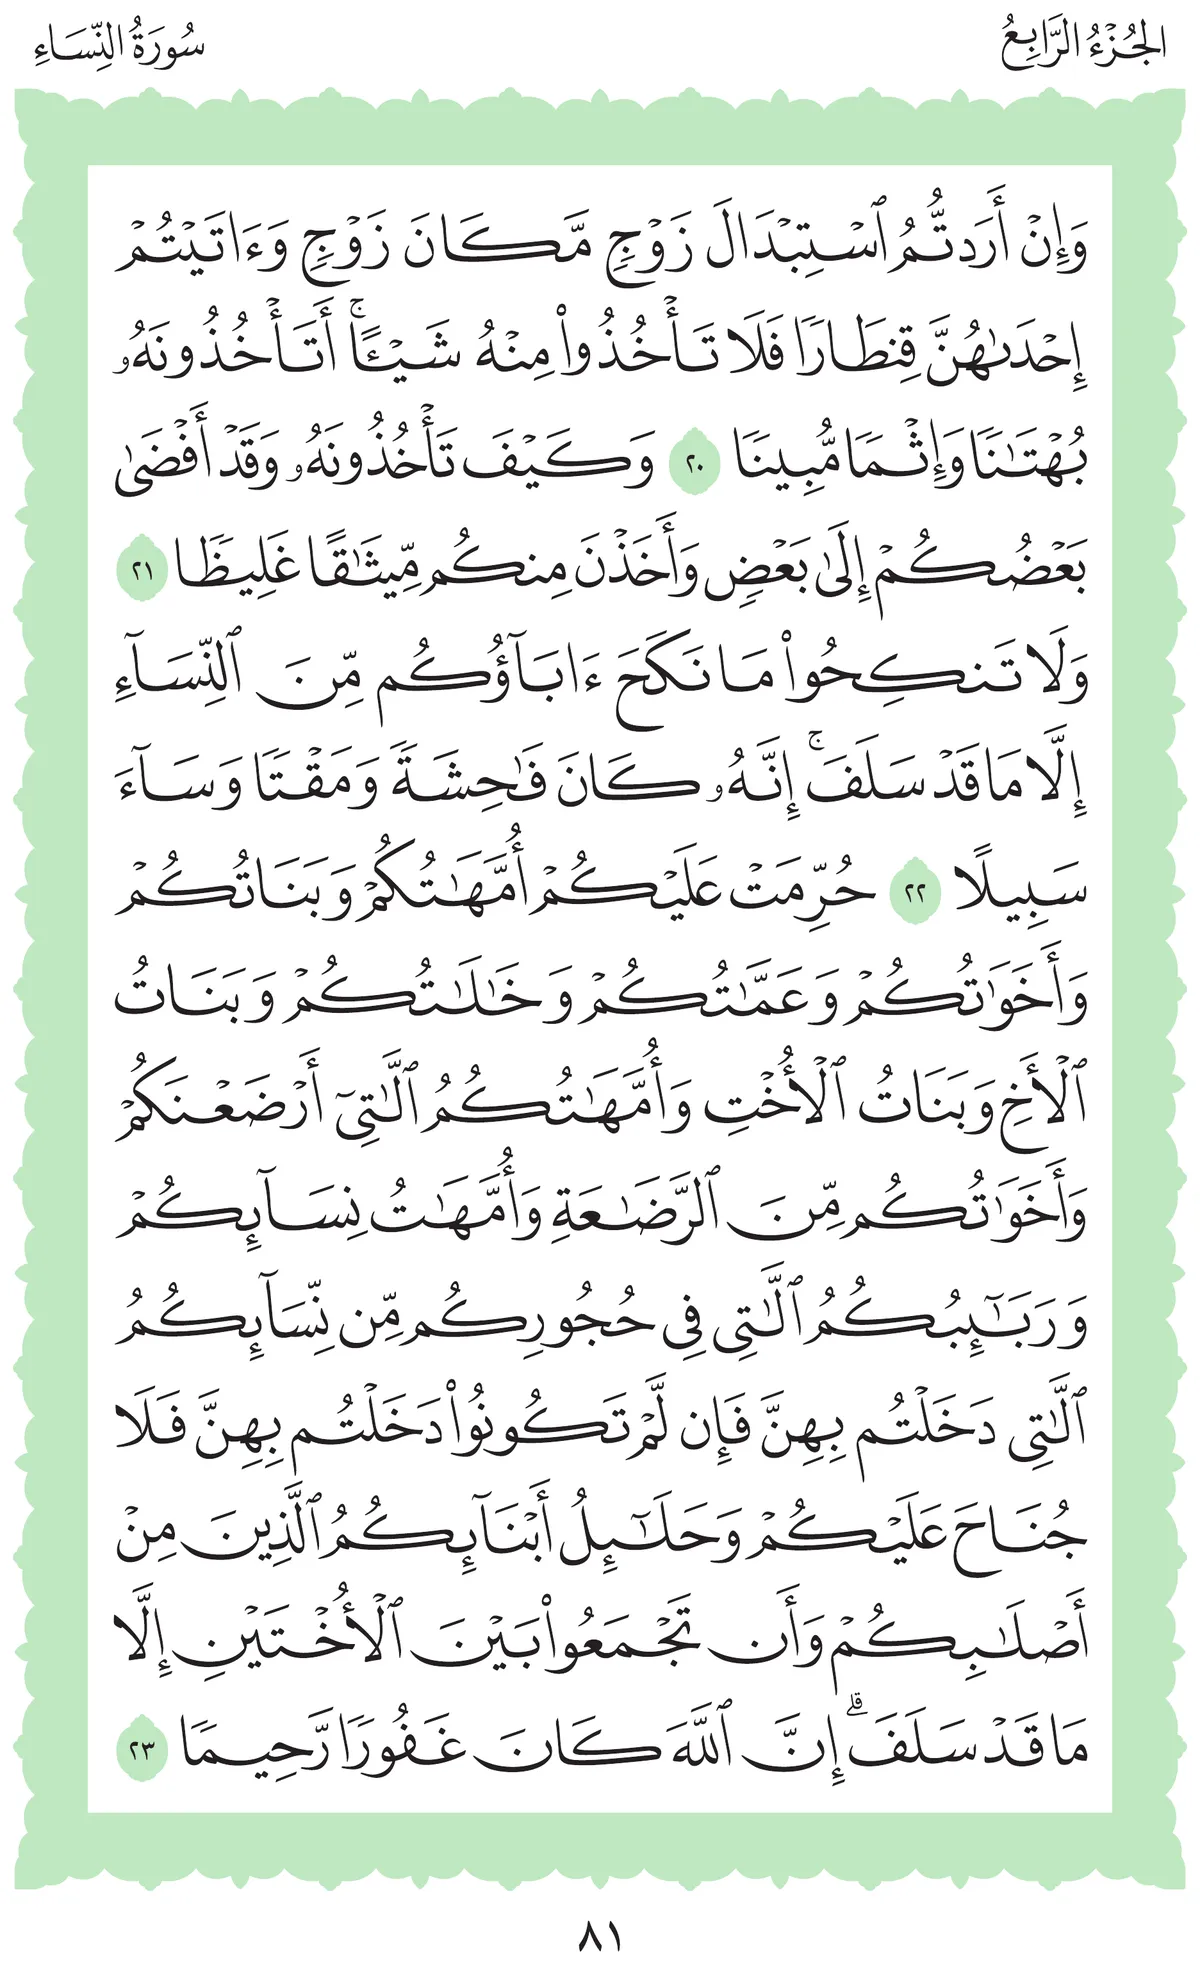 الجُزْءُ الرَّابِعُ
سُورَةُ النِّسَاءِ
وَإِنْ أَرَدتُّمُ ٱسْتِبْدَالَ زَوْجٍ مَّكَانَ زَوْجٍ وَءَاتَيْتُمْ
إِحْدَىٰهُنَّ قِنطَارًا فَلَا تَأْخُذُوا۟ مِنْهُ شَيْـًٔا ۚ أَتَأْخُذُونَهُۥ
بُهْتَـٰنًا وَإِثْمًا مُّبِينًا ٢٠ وَكَيْفَ تَأْخُذُونَهُۥ وَقَدْ أَفْضَىٰ
بَعْضُكُمْ إِلَىٰ بَعْضٍ وَأَخَذْنَ مِنكُم مِّيثَـٰقًا غَلِيظًا ٢١
وَلَا تَنكِحُوا۟ مَا نَكَحَ ءَابَآؤُكُم مِّنَ ٱلنِّسَآءِ
إِلَّا مَا قَدْ سَلَفَ ۚ إِنَّهُۥ كَانَ فَـٰحِشَةً وَمَقْتًا وَسَآءَ
سَبِيلًا ٢٢ حُرِّمَتْ عَلَيْكُمْ أُمَّهَـٰتُكُمْ وَبَنَاتُكُمْ
وَأَخَوَٰتُكُمْ وَعَمَّـٰتُكُمْ وَخَـٰلَـٰتُكُمْ وَبَنَاتُ
ٱلْأَخِ وَبَنَاتُ ٱلْأُخْتِ وَأُمَّهَـٰتُكُمُ ٱلَّـٰتِىٓ أَرْضَعْنَكُمْ
وَأَخَوَٰتُكُم مِّنَ ٱلرَّضَـٰعَةِ وَأُمَّهَـٰتُ نِسَآئِكُمْ
وَرَبَـٰٓئِبُكُمُ ٱلَّـٰتِى فِى حُجُورِكُم مِّن نِّسَآئِكُمُ
ٱلَّـٰتِى دَخَلْتُم بِهِنَّ فَإِن لَّمْ تَكُونُوا۟ دَخَلْتُم بِهِنَّ فَلَا
جُنَاحَ عَلَيْكُمْ وَحَلَـٰٓئِلُ أَبْنَآئِكُمُ ٱلَّذِينَ مِنْ
أَصْلَـٰبِكُمْ وَأَن تَجْمَعُوا۟ بَيْنَ ٱلْأُخْتَيْنِ إِلَّا
مَا قَدْ سَلَفَ ۗ إِنَّ ٱللَّهَ كَانَ غَفُورًا رَّحِيمًا ٢٣
٨١